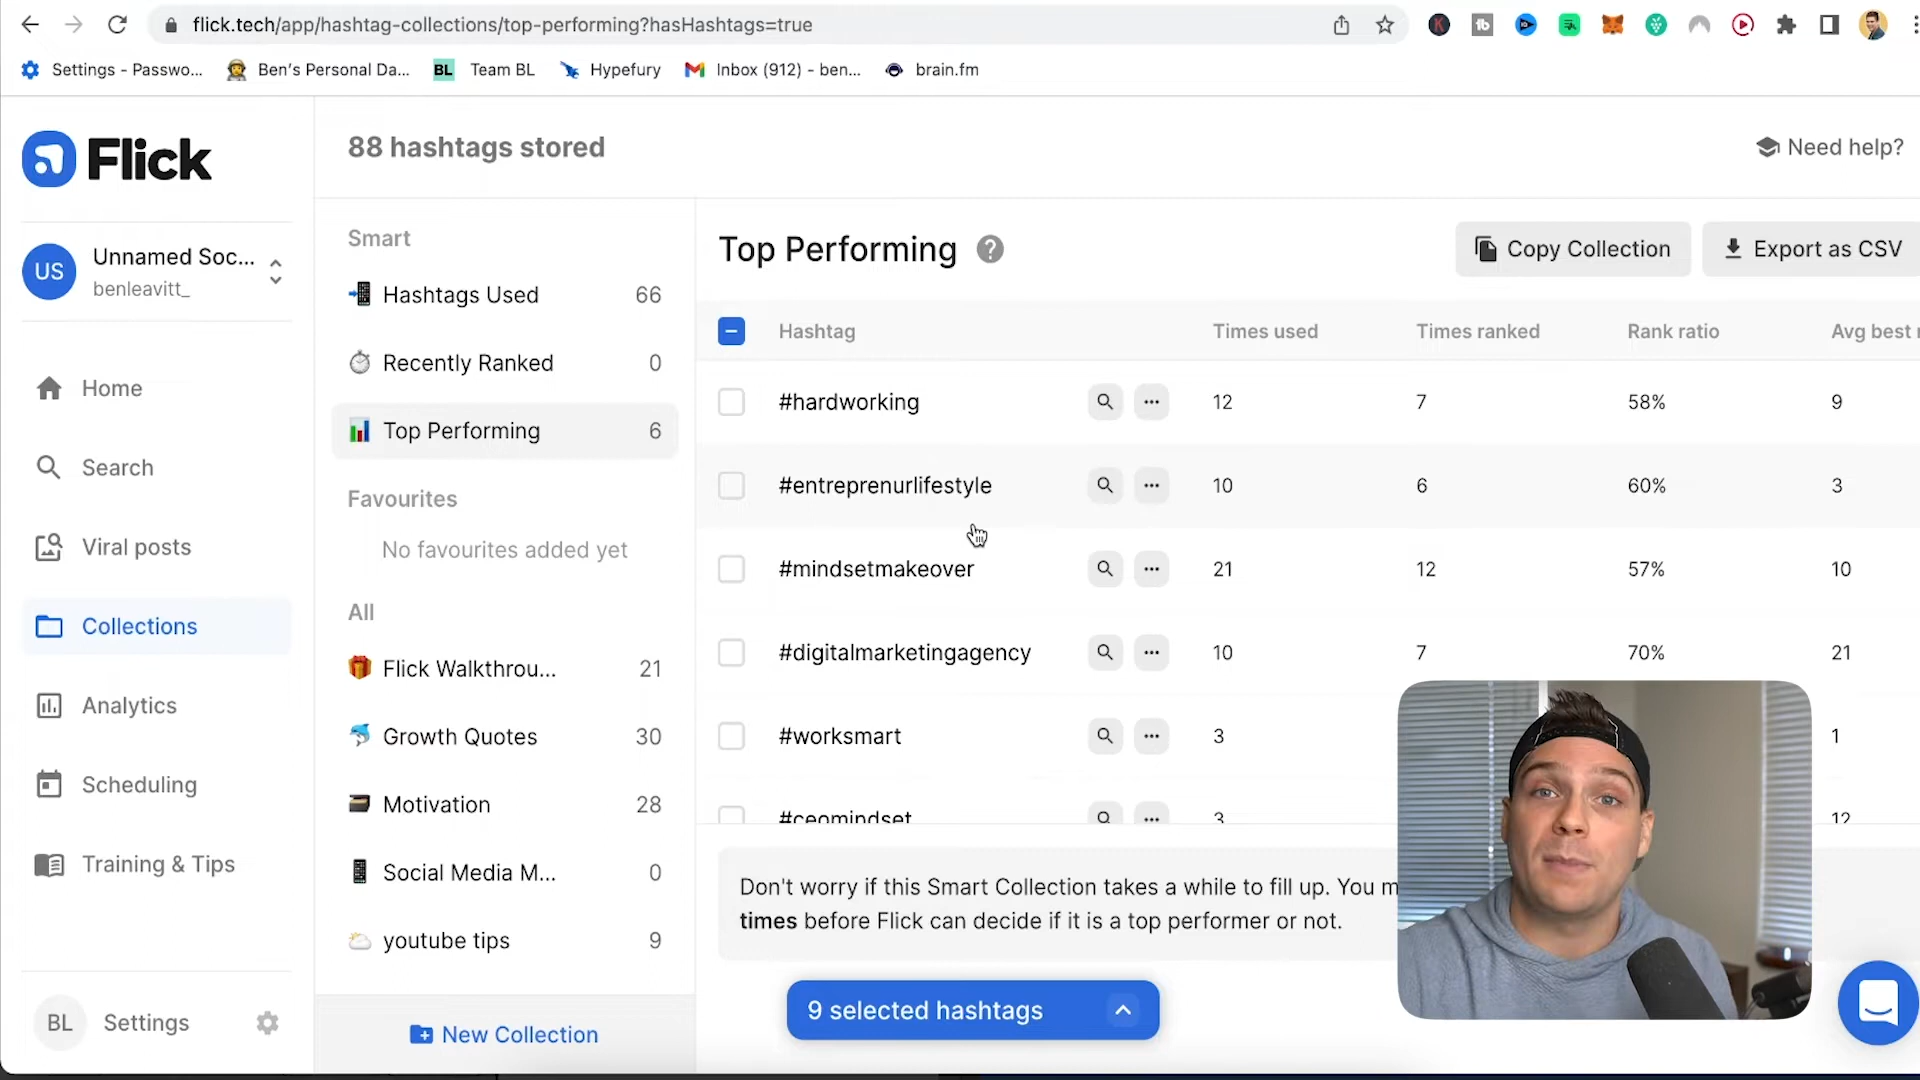 flick.tech/app/hashtag-collections/top-performing?hasHashtags=true
Settings - Passwo... Ben's Personal Da... BL Team BL Hypefury Inbox (912) - ben... brain.fm
Flick
88 hashtags stored
Need help?
US Unnamed Soc...
benleavitt_
Home
Search
Viral posts
Collections
Analytics
Scheduling
Training & Tips
BL Settings
Smart
Hashtags Used 66
Recently Ranked 0
Top Performing 6
Favourites
No favourites added yet
All
Flick Walkthrou... 21
Growth Quotes 30
Motivation 28
Social Media M... 0
youtube tips 9
New Collection
Top Performing ?
Copy Collection
Export as CSV
Hashtag Times used Times ranked Rank ratio Avg best
#hardworking 12 7 58% 9
#entreprenurlifestyle 10 6 60% 3
#mindsetmakeover 21 12 57% 10
#digitalmarketingagency 10 7 70% 21
#worksmart 3 1
#ceomindset 3 12
Don't worry if this Smart Collection takes a while to fill up. You m
times before Flick can decide if it is a top performer or not.
9 selected hashtags